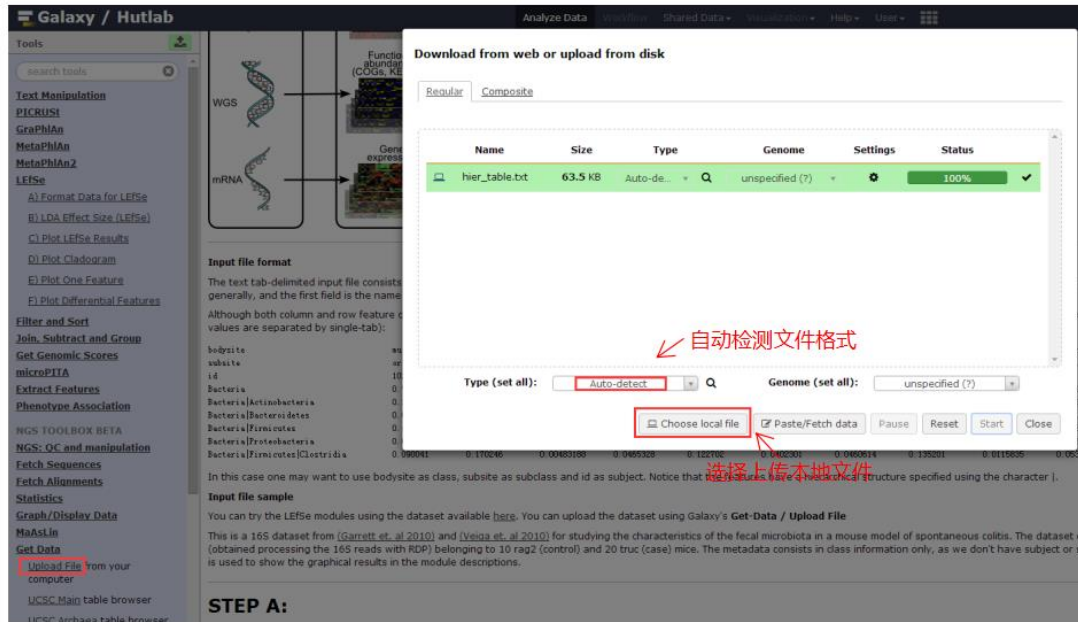 Galaxy / Hutlab
Analyze Data Workflow Shared Data Visualization Help User
Tools
search tools
Text Manipulation
PICRUSt
GraPhlAn
MetaPhlAn
MetaPhlAn2
LEfSe
A) Format Data for LEfSe
B) LDA Effect Size (LEfSe)
C) Plot LEfSe Results
D) Plot Cladogram
E) Plot One Feature
F) Plot Differential Features
Filter and Sort
Join, Subtract and Group
Get Genomic Scores
microPITA
Extract Features
Phenotype Association
NGS TOOLBOX BETA
NGS: QC and manipulation
Fetch Sequences
Fetch Alignments
Statistics
Graph/Display Data
MaAsLin
Get Data
Upload File from your
computer
UCSC Main table browser
UCSC Archaea table browser
WGS
mRNA
Functio
abundan
(COGs, KE
Gene
express
Input file format
The text tab-delimited input file consists
generally, and the first field is the name
Although both column and row feature
values are separated by single-tab):
bodysite
subsite
id
Bacteria
Bacteria|Actinobacteria
Bacteria|Bacteroidetes
Bacteria|Firmicutes
Bacteria|Proteobacteria
Bacteria|Firmicutes|Clostridia
In this case one may want to use bodysite as class, subsite as subclass and id as subject. Notice that the features have a hierarchical structure specified using the character |.
Input file sample
You can try the LEfSe modules using the dataset available here. You can upload the dataset using Galaxy's Get-Data / Upload File
This is a 16S dataset from (Garrett et. al 2010) and (Veiga et. al 2010) for studying the characteristics of the fecal microbiota in a mouse model of spontaneous colitis. The dataset
(obtained processing the 16S reads with RDP) belonging to 10 rag2 (control) and 20 truc (case) mice. The metadata consists in class information only, as we don't have subject or
is used to show the graphical results in the module descriptions.
STEP A:
Download from web or upload from disk
Regular Composite
Name Size Type Genome Settings Status
hier_table.txt 63.5 KB Auto-de... unspecified (?) 100%
自动检测文件格式
Type (set all): Auto-detect Genome (set all): unspecified (?)
Choose local file Paste/Fetch data Pause Reset Start Close
选择上传本地文件